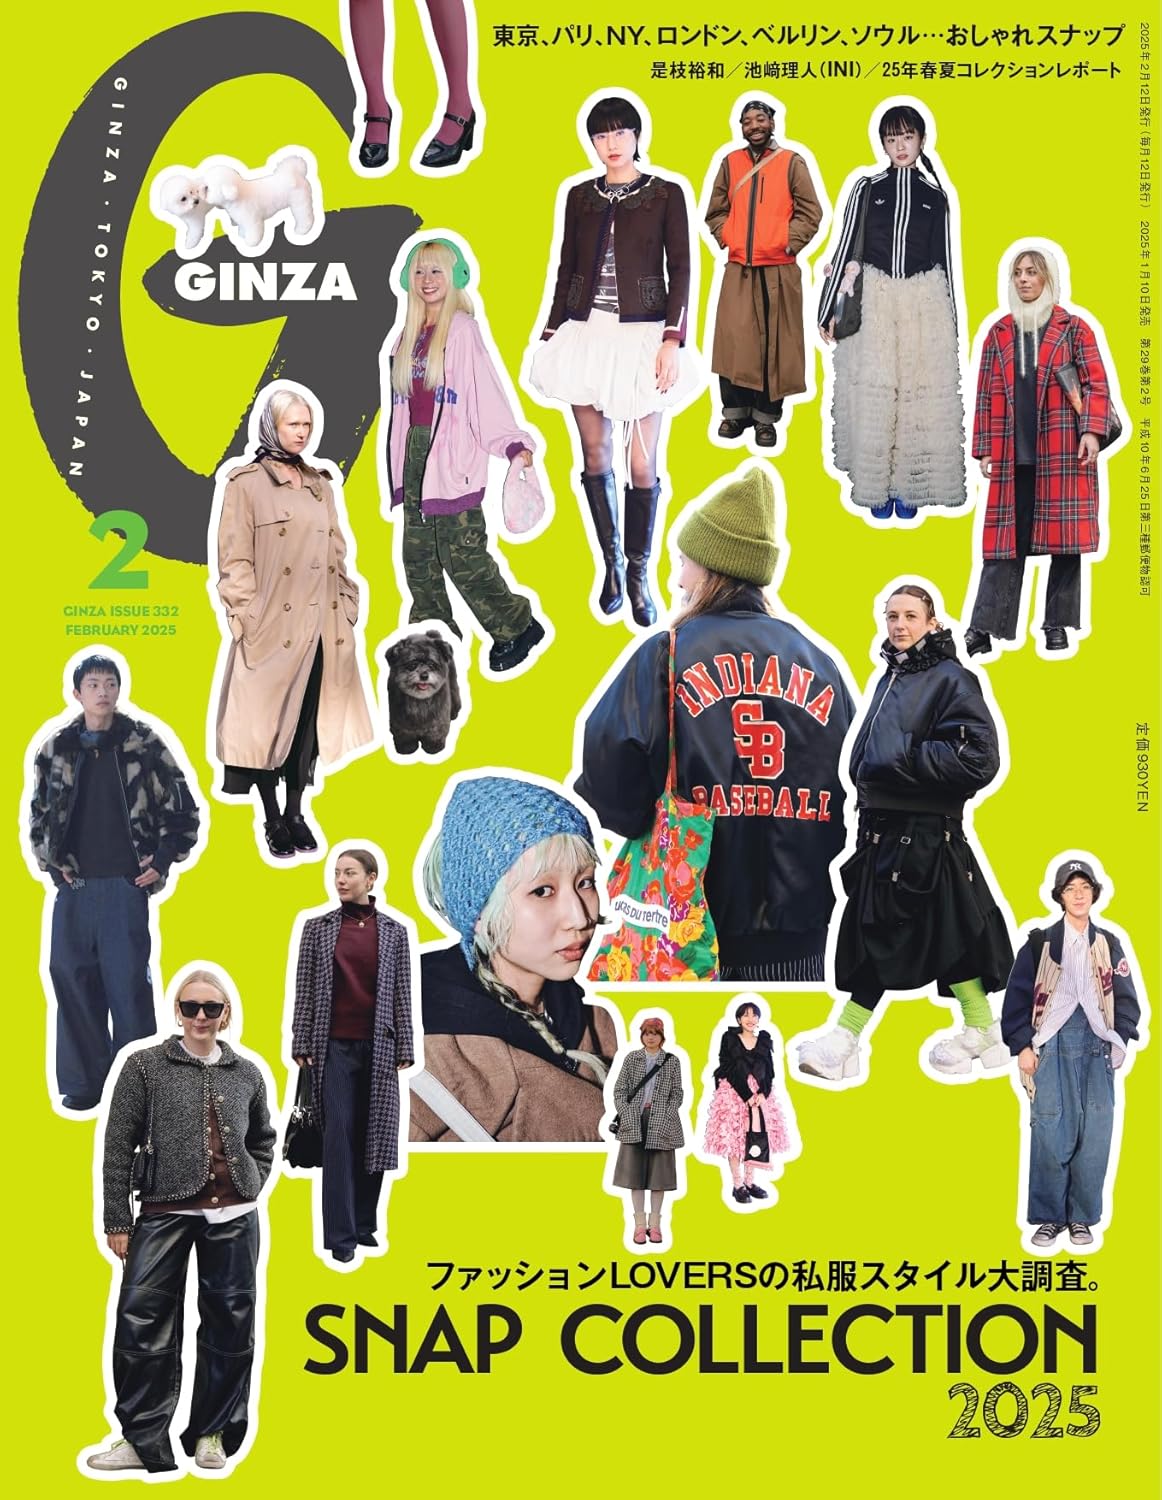 東京、パリ、NY、ロンドン、ベルリン、ソウル…おしゃれスナップ
是枝裕和／池﨑理人（INI）／25年春夏コレクションレポート
GINZA・TOKYO・JAPAN
GINZA
2
GINZA ISSUE 332
FEBRUARY 2025
2025年2月12日発行（毎月12日発行） 2025年1月10日発売 第29巻第2号 平成10年6月25日第三種郵便物認可
定価930YEN
INDIANA
SB
BASEBALL
ucas du tertre
ファッションLOVERSの私服スタイル大調査。
SNAP COLLECTION
2025